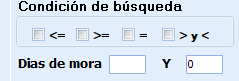 Condición de búsqueda
<= >= = > y <
Dias de mora Y 0